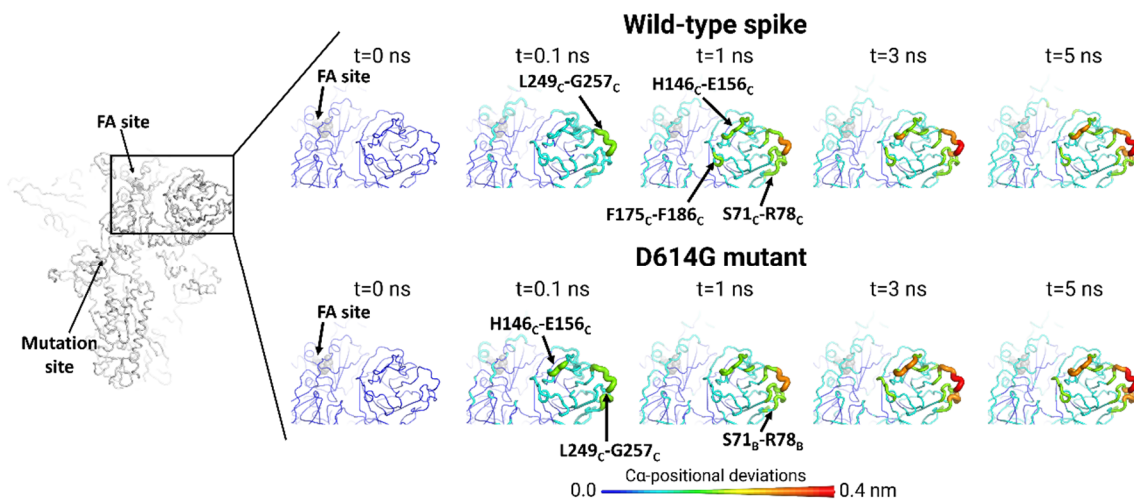 Wild-type spike
t=0 ns
t=0.1 ns
t=1 ns
t=3 ns
t=5 ns
FA site
L249C-G257C
H146C-E156C
FA site
F175C-F186C
S71C-R78C
D614G mutant
t=0 ns
t=0.1 ns
t=1 ns
t=3 ns
t=5 ns
FA site
H146C-E156C
Mutation
site
L249C-G257C
S71B-R78B
Cα-positional deviations
0.0
0.4 nm